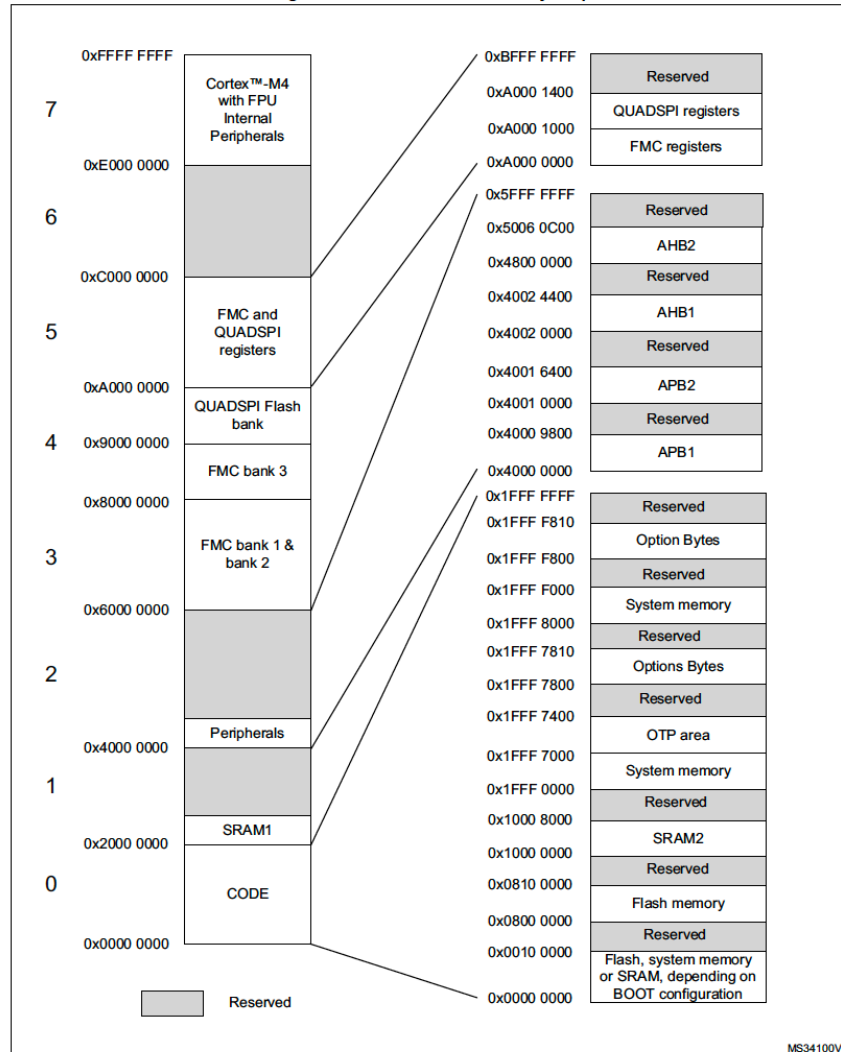 0xFFFF FFFF
7
Cortex™-M4
with FPU
Internal
Peripherals
0xE000 0000
6
0xC000 0000
5
FMC and
QUADSPI
registers
0xA000 0000
QUADSPI Flash
bank
4
0x9000 0000
FMC bank 3
0x8000 0000
3
FMC bank 1 &
bank 2
0x6000 0000
2
Peripherals
0x4000 0000
1
SRAM1
0x2000 0000
0
CODE
0x0000 0000
Reserved
0xBFFF FFFF
Reserved
0xA000 1400
QUADSPI registers
0xA000 1000
FMC registers
0xA000 0000
0x5FFF FFFF
Reserved
0x5006 0C00
AHB2
0x4800 0000
Reserved
0x4002 4400
AHB1
0x4002 0000
Reserved
0x4001 6400
APB2
0x4001 0000
Reserved
0x4000 9800
APB1
0x4000 0000
0x1FFF FFFF
Reserved
0x1FFF F810
Option Bytes
0x1FFF F800
Reserved
0x1FFF F000
System memory
0x1FFF 8000
Reserved
0x1FFF 7810
Options Bytes
0x1FFF 7800
Reserved
0x1FFF 7400
OTP area
0x1FFF 7000
System memory
0x1FFF 0000
Reserved
0x1000 8000
SRAM2
0x1000 0000
Reserved
0x0810 0000
Flash memory
0x0800 0000
Reserved
0x0010 0000
Flash, system memory
or SRAM, depending on
BOOT configuration
0x0000 0000
MS34100V